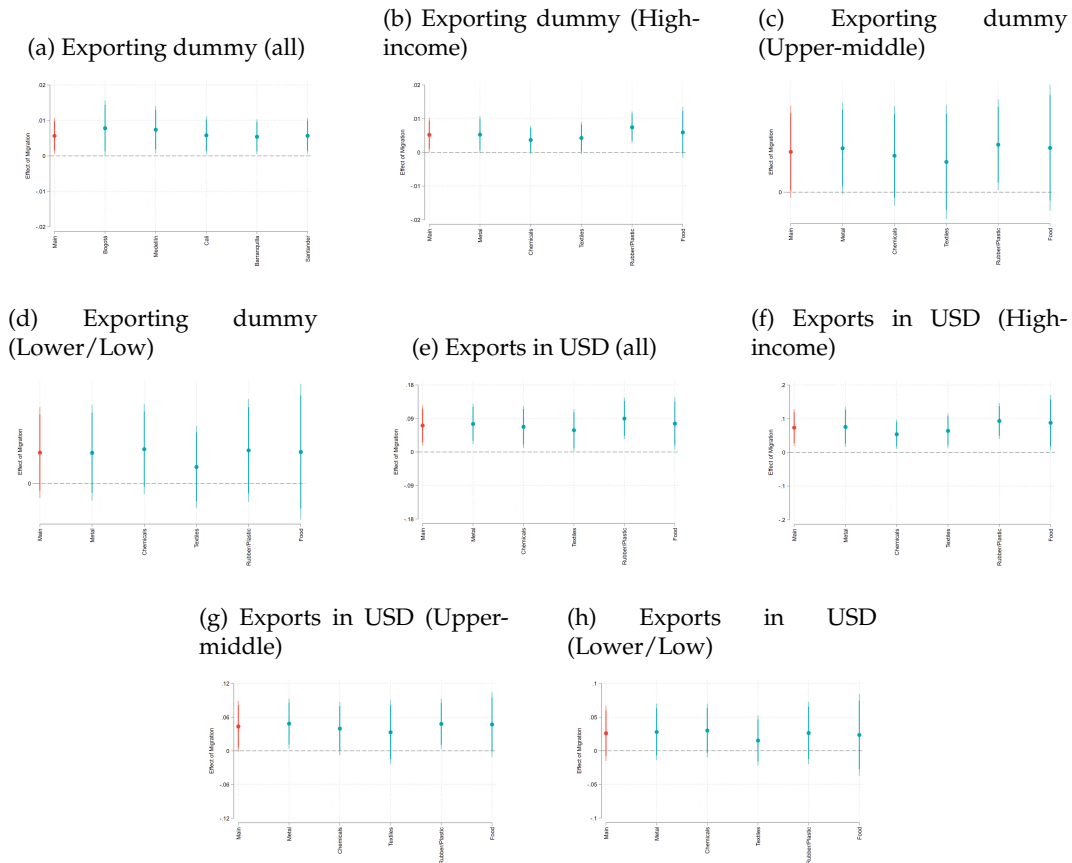 (a) Exporting dummy (all)
(b) Exporting dummy (High-
income)
(c) Exporting dummy
(Upper-middle)
Effect of Migration
.02
.01
0
-.01
-.02
Main
Bogotá
Medellín
Cali
Barranquilla
Santander
Effect of Migration
.02
.01
0
-.01
-.02
Main
Metal
Chemicals
Textiles
Rubber/Plastic
Food
Effect of Migration
0
Main
Metal
Chemicals
Textiles
Rubber/Plastic
Food
(d) Exporting dummy
(Lower/Low)
(e) Exports in USD (all)
(f) Exports in USD (High-
income)
Effect of Migration
0
Main
Metal
Chemicals
Textiles
Rubber/Plastic
Food
Effect of Migration
.18
.09
0
-.09
-.18
Main
Metal
Chemicals
Textiles
Rubber/Plastic
Food
Effect of Migration
.2
.1
0
-.1
-.2
Main
Metal
Chemicals
Textiles
Rubber/Plastic
Food
(g) Exports in USD (Upper-
middle)
(h) Exports in USD
(Lower/Low)
Effect of Migration
.12
.06
0
-.06
-.12
Main
Metal
Chemicals
Textiles
Rubber/Plastic
Food
Effect of Migration
.1
.05
0
-.05
-.1
Main
Metal
Chemicals
Textiles
Rubber/Plastic
Food